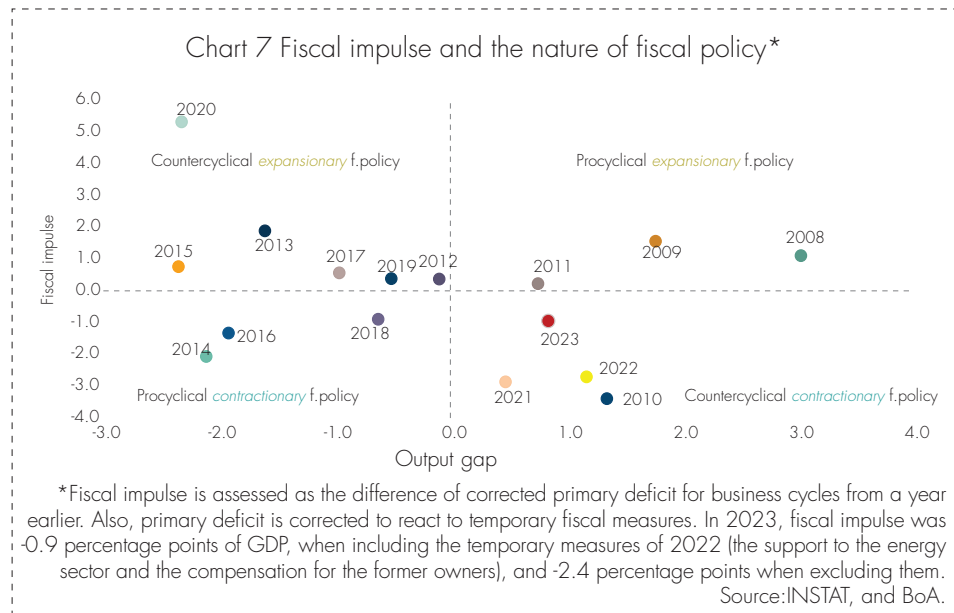 Chart 7 Fiscal impulse and the nature of fiscal policy*
6.0
2020
5.0
Countercyclical expansionary f.policy
Procyclical expansionary f.policy
4.0
3.0
2.0
2013
2015
2017
2019
2012
2011
2009
2008
1.0
Fiscal impulse
0.0
-1.0
2014
2016
2018
2023
-2.0
2022
2021
2010
-3.0
Procyclical contractionary f.policy
Countercyclical contractionary f.policy
-4.0
-3.0 -2.0 -1.0 0.0 1.0 2.0 3.0 4.0
Output gap
*Fiscal impulse is assessed as the difference of corrected primary deficit for business cycles from a year
earlier. Also, primary deficit is corrected to react to temporary fiscal measures. In 2023, fiscal impulse was
-0.9 percentage points of GDP, when including the temporary measures of 2022 (the support to the energy
sector and the compensation for the former owners), and -2.4 percentage points when excluding them.
Source:INSTAT, and BoA.